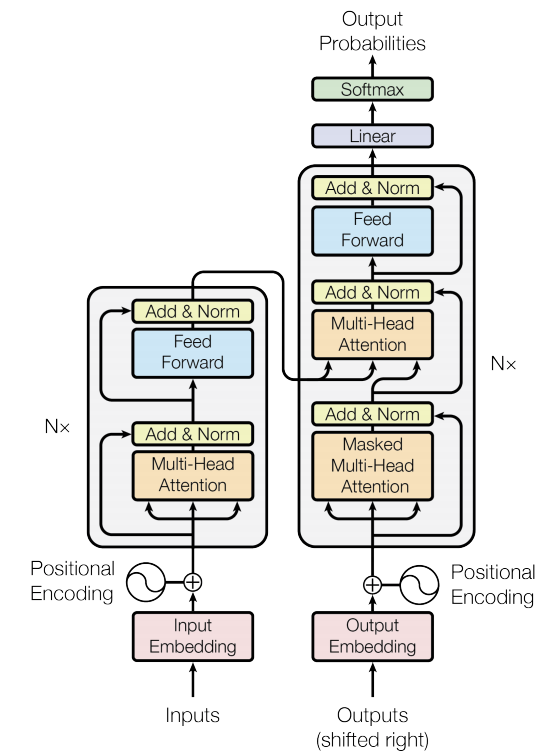 Output
Probabilities
Softmax
Linear
Add & Norm
Feed
Forward
Add & Norm
Multi-Head
Attention
Add & Norm
Masked
Multi-Head
Attention
N×
Add & Norm
Feed
Forward
Add & Norm
Multi-Head
Attention
N×
Positional
Encoding
Positional
Encoding
Input
Embedding
Output
Embedding
Inputs
Outputs
(shifted right)